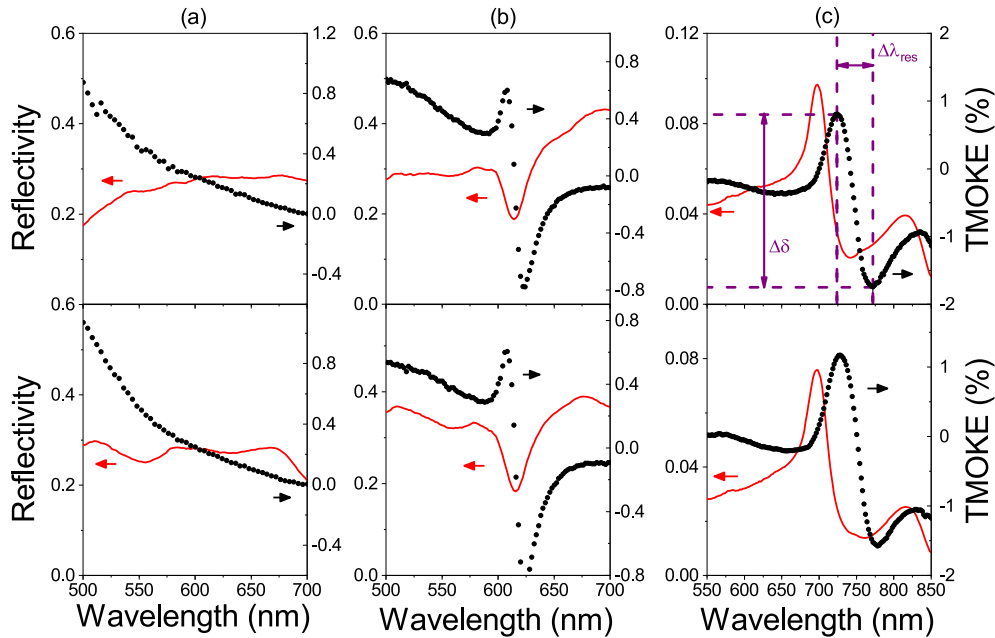 (a) (b) (c)
0.6 1.2 0.6 0.8 0.12 2
Reflectivity 0.4 0.8 0.4 0.4 0.08 1 TMOKE (%)
Δλres
0.2 0.4 0.2 0.0 0.04 0
0.0 -0.4 -1
Δδ
0.6 -0.4 0.0 -0.8 0.00 -2
Reflectivity 0.4 0.8 0.4 0.8 0.08 2 TMOKE (%)
0.2 0.4 0.2 0.4 0.04 1
0.0 0.0 0
-0.4 -0.4 -1
0.0 0.0 -0.8 0.00 -2
500 600 700 500 600 700 550 600 650 700 750 800 850
Wavelength (nm) Wavelength (nm) Wavelength (nm)